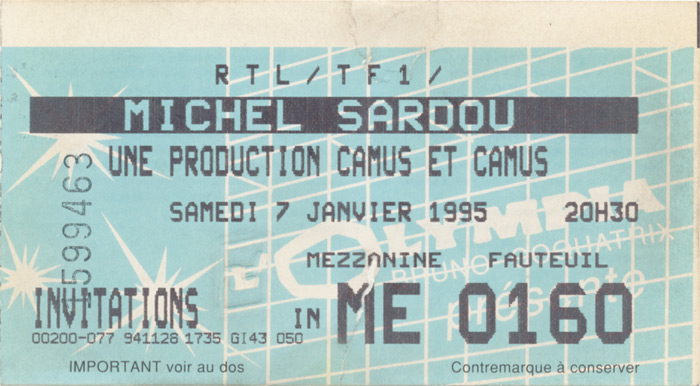 RTL/TF1/
MICHEL SARDOU
UNE PRODUCTION CAMUS ET CAMUS
599463
SAMEDI 7 JANVIER 1995 20H30
L'OLYMPIA
BRUNO COQUATRIX
présente
MEZZANINE FAUTEUIL
INVITATIONS IN ME 0160
00200-077 941126 1735 GI43 050
IMPORTANT voir au dos Contremarque à conserver